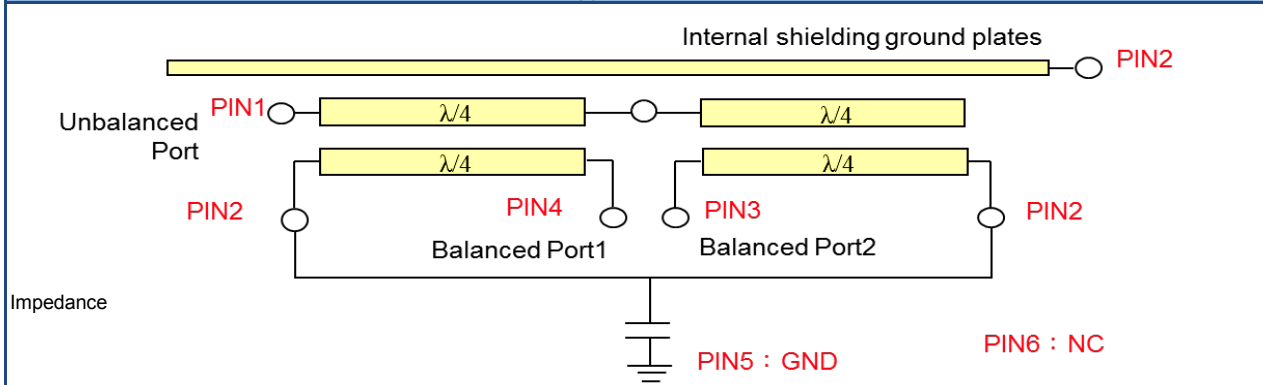 Internal shielding ground plates
PIN2
PIN1
λ/4
λ/4
Unbalanced
Port
λ/4
λ/4
PIN2
PIN4
PIN3
PIN2
Balanced Port1
Balanced Port2
Impedance
PIN5：GND
PIN6：NC